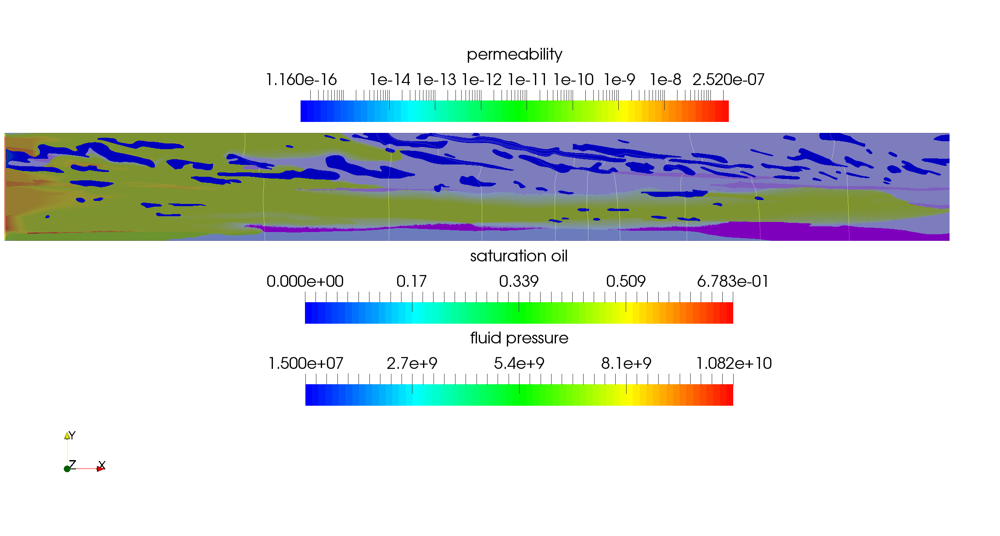 permeability
1.160e-16 1e-14 1e-13 1e-12 1e-11 1e-10 1e-9 1e-8 2.520e-07
saturation oil
0.000e+00 0.17 0.339 0.509 6.783e-01
fluid pressure
1.500e+07 2.7e+9 5.4e+9 8.1e+9 1.082e+10
Y
Z X